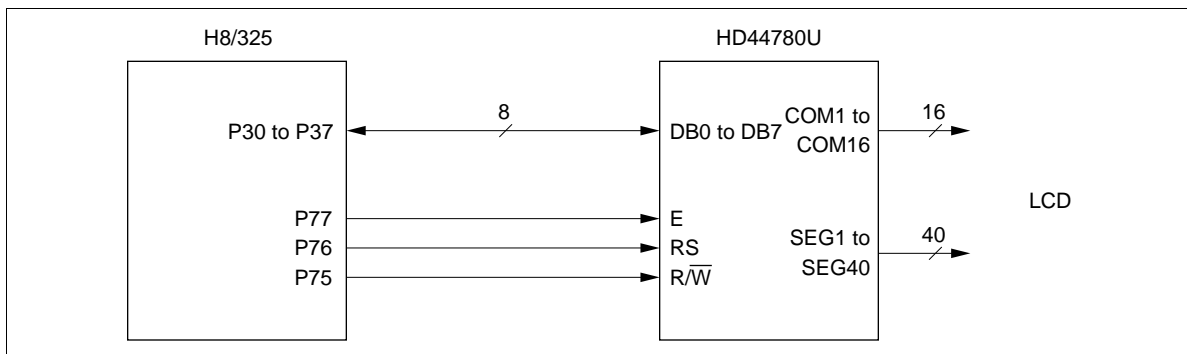 H8/325
HD44780U
P30 to P37
8
DB0 to DB7
COM1 to
COM16
16
P77
E
P76
RS
P75
R/W̅
SEG1 to
SEG40
40
LCD